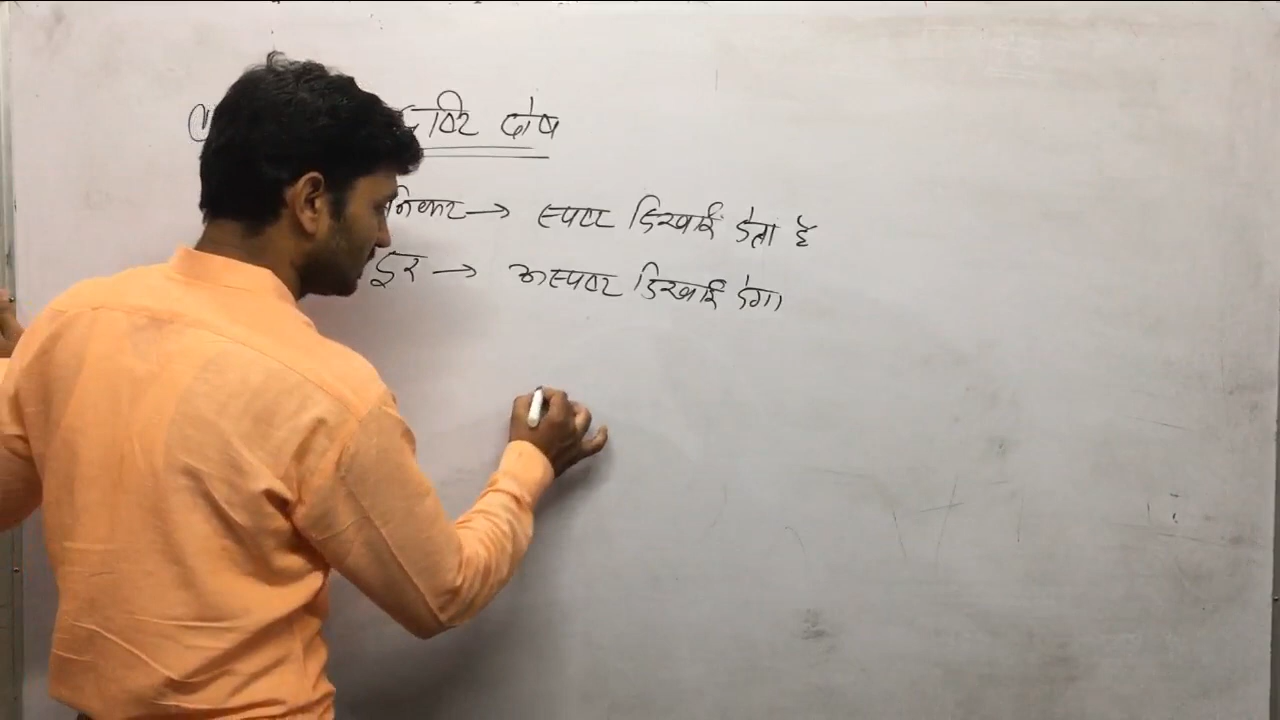 दृष्टि दोष
निकट → स्पष्ट दिखाई देता है
दूर → अस्पष्ट दिखाई देगा